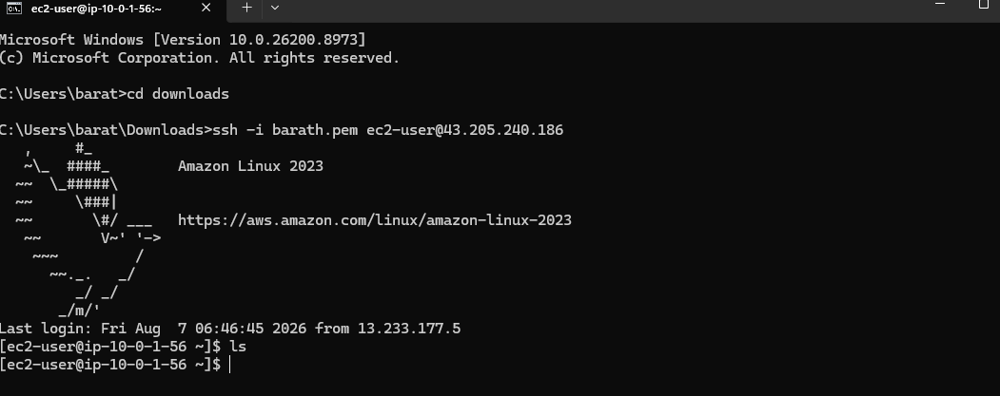 ec2-user@ip-10-0-1-56:~
Microsoft Windows [Version 10.0.26200.8973]
(c) Microsoft Corporation. All rights reserved.
C:\Users\barat>cd downloads
C:\Users\barat\Downloads>ssh -i barath.pem ec2-user@43.205.240.186
   ,     #_
   ~\_  ####_        Amazon Linux 2023
  ~~  \_#####\
  ~~     \###|
  ~~       \#/ ___   https://aws.amazon.com/linux/amazon-linux-2023
   ~~       V~' '->
    ~~~         /
      ~~._.   _/
         _/ _/
       _/m/'
Last login: Fri Aug  7 06:46:45 2026 from 13.233.177.5
[ec2-user@ip-10-0-1-56 ~]$ ls
[ec2-user@ip-10-0-1-56 ~]$